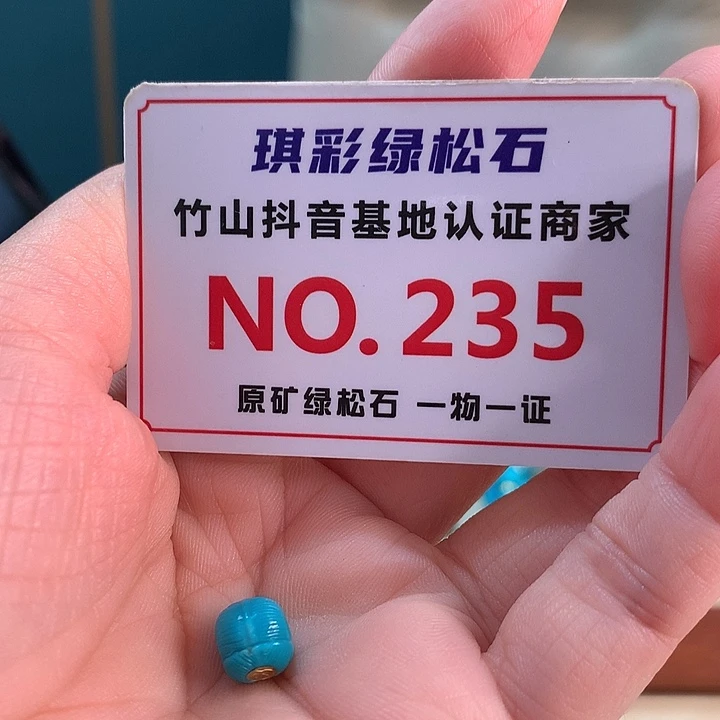 琪彩绿松石
竹山抖音基地认证商家
NO.235
原矿绿松石 一物一证